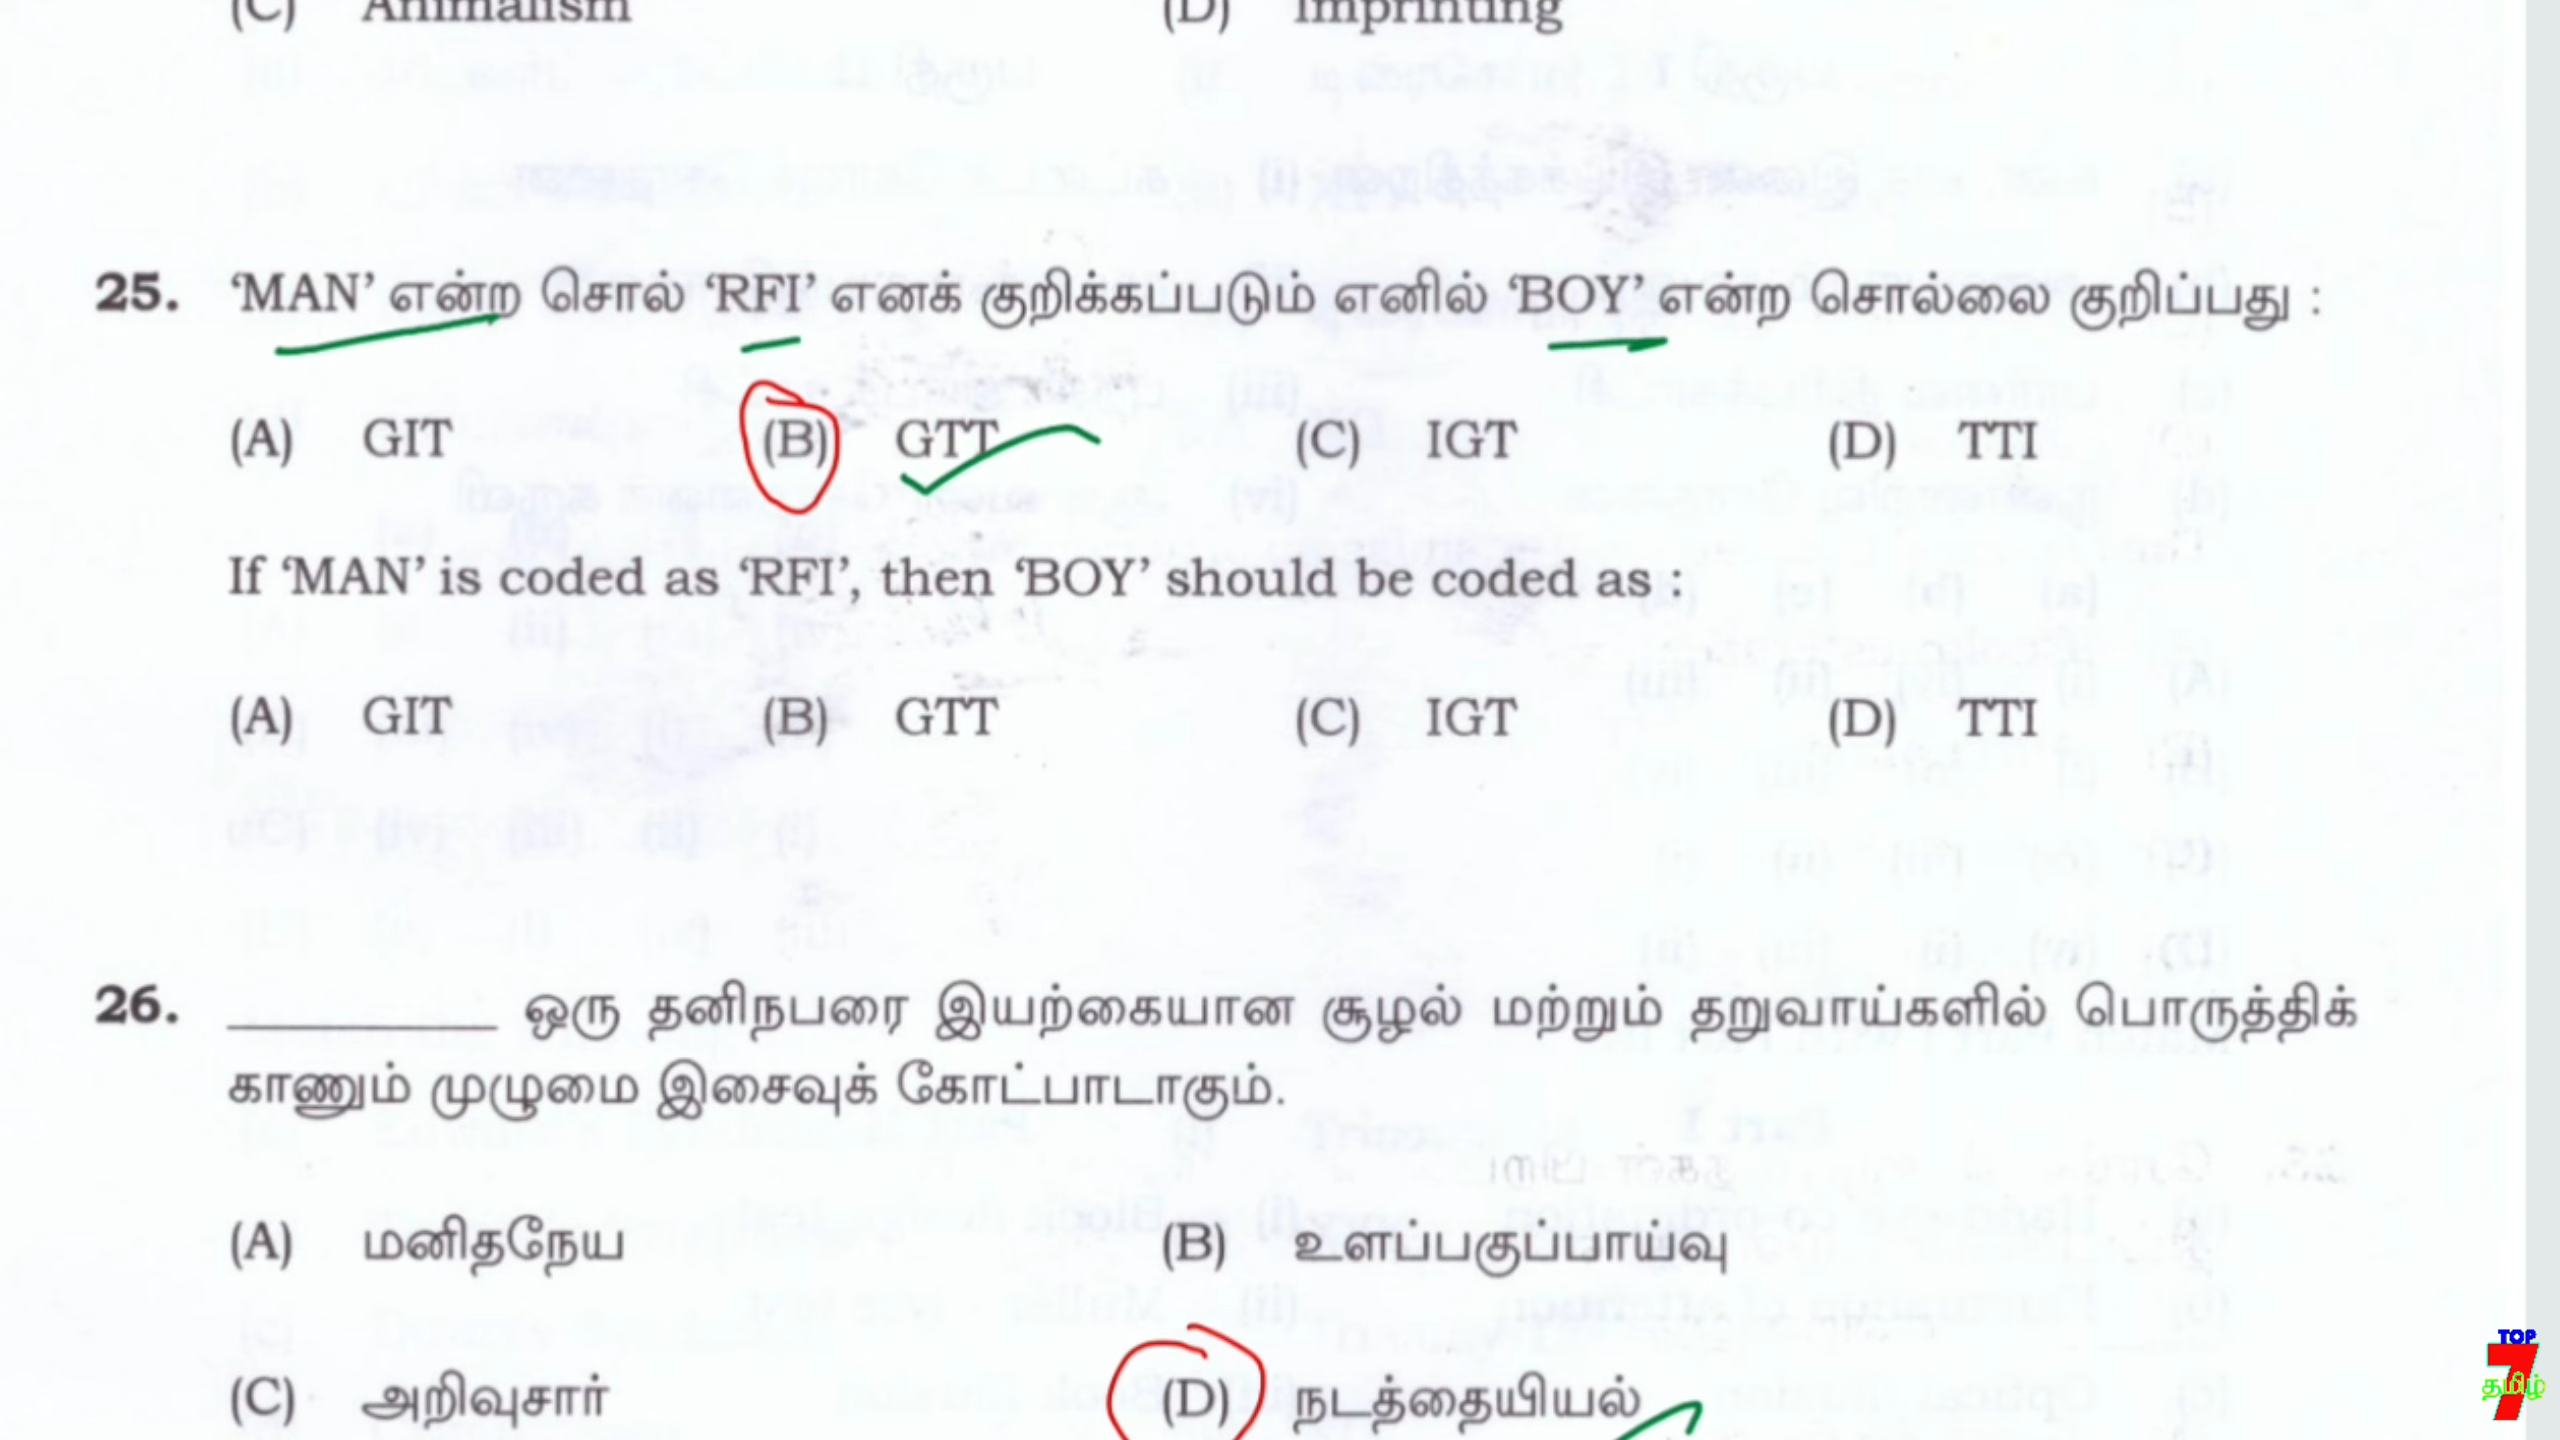 (C) Animalism (D) Imprinting
25. ‘MAN’ என்ற சொல் ‘RFI’ எனக் குறிக்கப்படும் எனில் ‘BOY’ என்ற சொல்லை குறிப்பது :
(A) GIT (B) GTT (C) IGT (D) TTI
If ‘MAN’ is coded as ‘RFI’, then ‘BOY’ should be coded as :
(A) GIT (B) GTT (C) IGT (D) TTI
26. __________ ஒரு தனிநபரை இயற்கையான சூழல் மற்றும் தறுவாய்களில் பொருத்திக்
காணும் முழுமை இசைவுக் கோட்பாடாகும்.
(A) மனிதநேய (B) உளப்பகுப்பாய்வு
(C) அறிவுசார் (D) நடத்தையியல்
TOP
7
தமிழ்